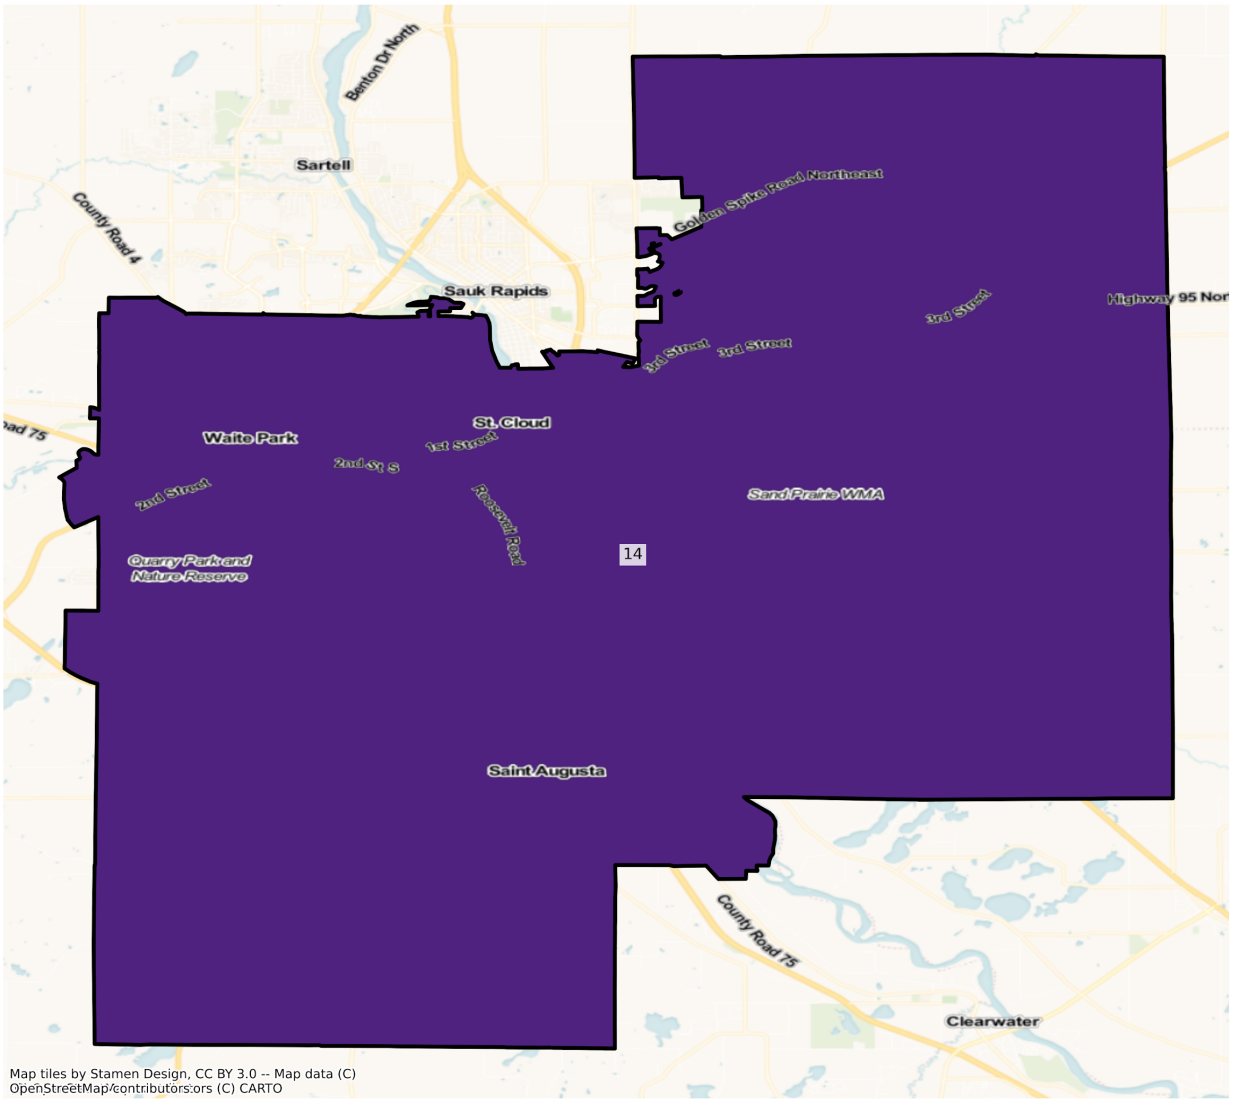 Benton Dr North
Sartell
Golden Spike Road Northeast
County Road 4
Sauk Rapids
3rd Street
Highway 95 Nor
3rd Street
3rd Street
St. Cloud
oad 75
Waite Park
1st Street
2nd St S
2nd Street
Sand Prairie WMA
Roosevelt Road
14
Quarry Park and
Nature Reserve
Saint Augusta
County Road 75
Clearwater
Map tiles by Stamen Design, CC BY 3.0 -- Map data (C)
OpenStreetMap contributors (C) CARTO